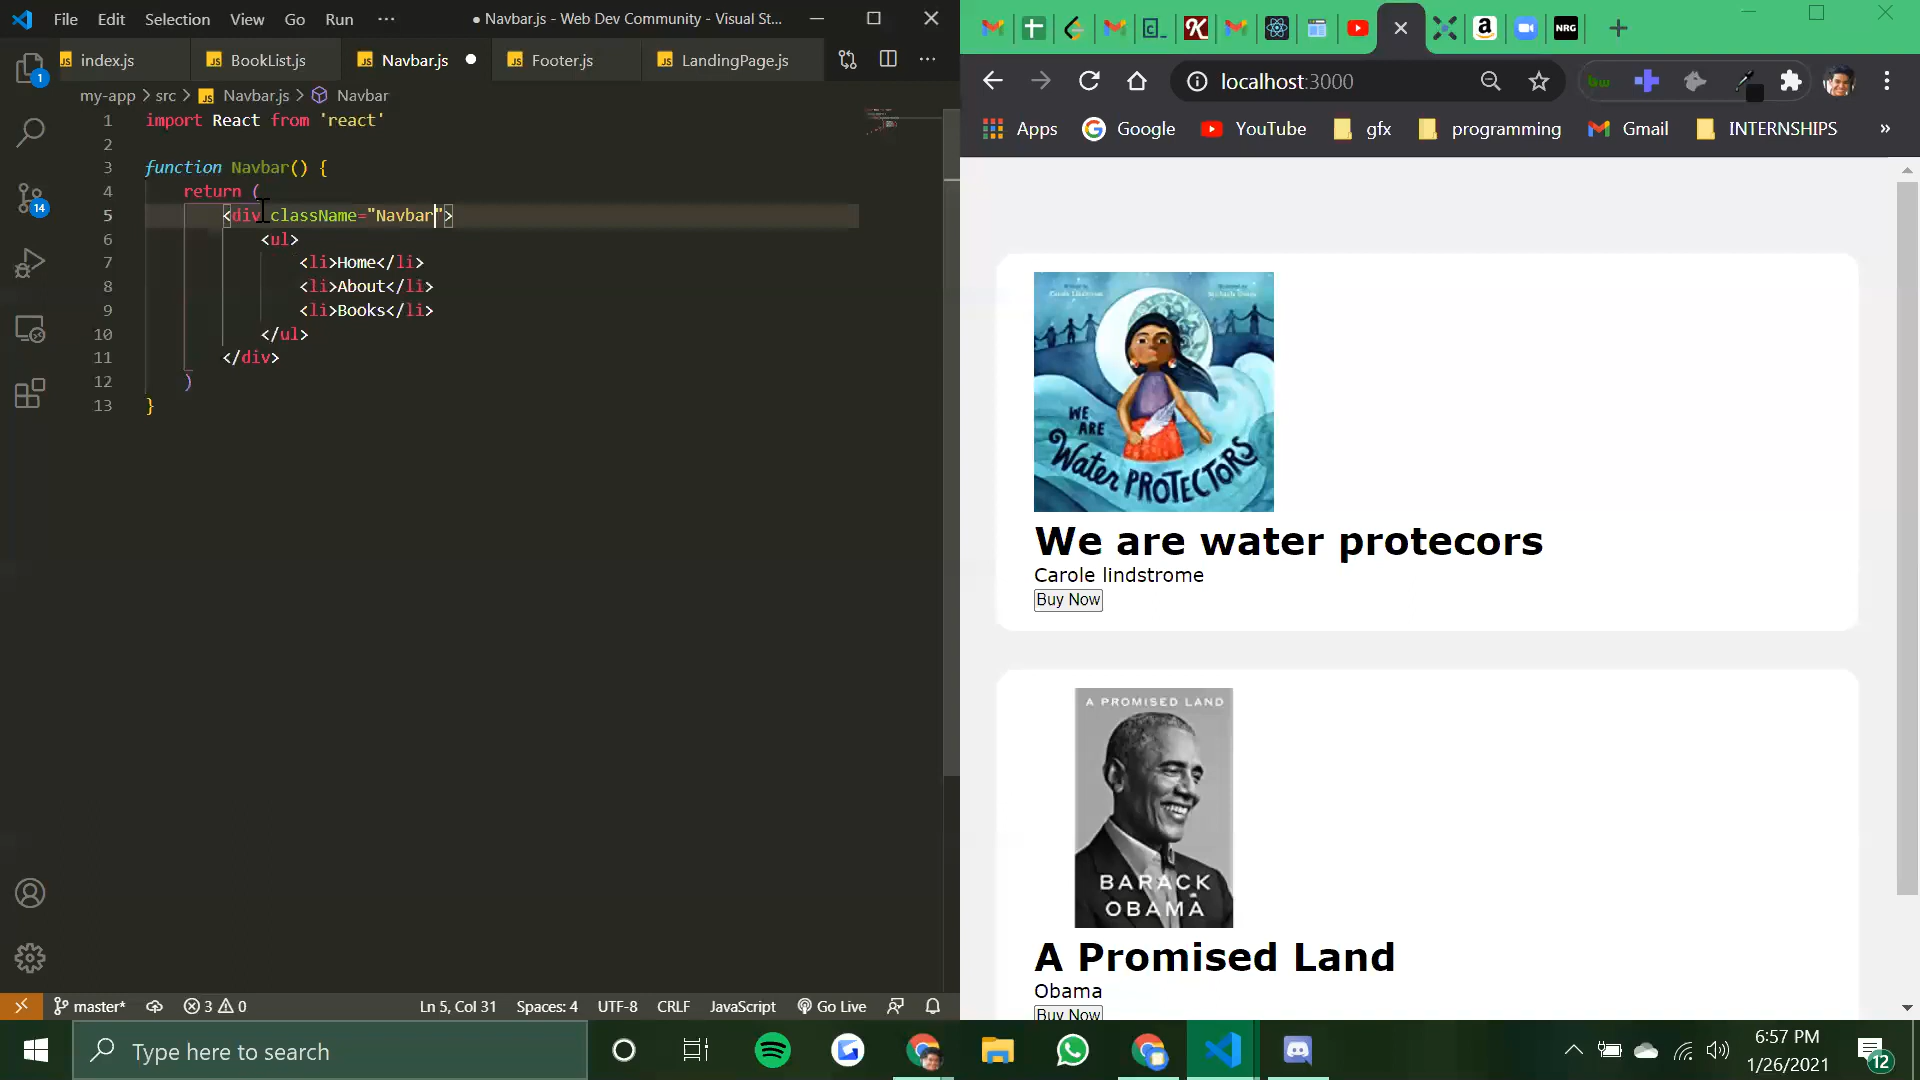 File Edit Selection View Go Run ··· ● Navbar.js - Web Dev Community - Visual St...
index.js BookList.js Navbar.js ● Footer.js LandingPage.js ···
my-app > src > Navbar.js > Navbar
1 import React from 'react'
2
3 function Navbar() {
4 return (
5 <div className="Navbar">
6 <ul>
7 <li>Home</li>
8 <li>About</li>
9 <li>Books</li>
10 </ul>
11 </div>
12 )
13 }
1
14
master* 3 0 Ln 5, Col 31 Spaces: 4 UTF-8 CRLF JavaScript Go Live
NRG
localhost:3000
Apps Google YouTube gfx programming Gmail INTERNSHIPS »
WE ARE
Water PROTECTORS
We are water protecors
Carole lindstrome
Buy Now
A PROMISED LAND
BARACK
OBAMA
A Promised Land
Obama
Buy Now
Type here to search
6:57 PM
1/26/2021
12